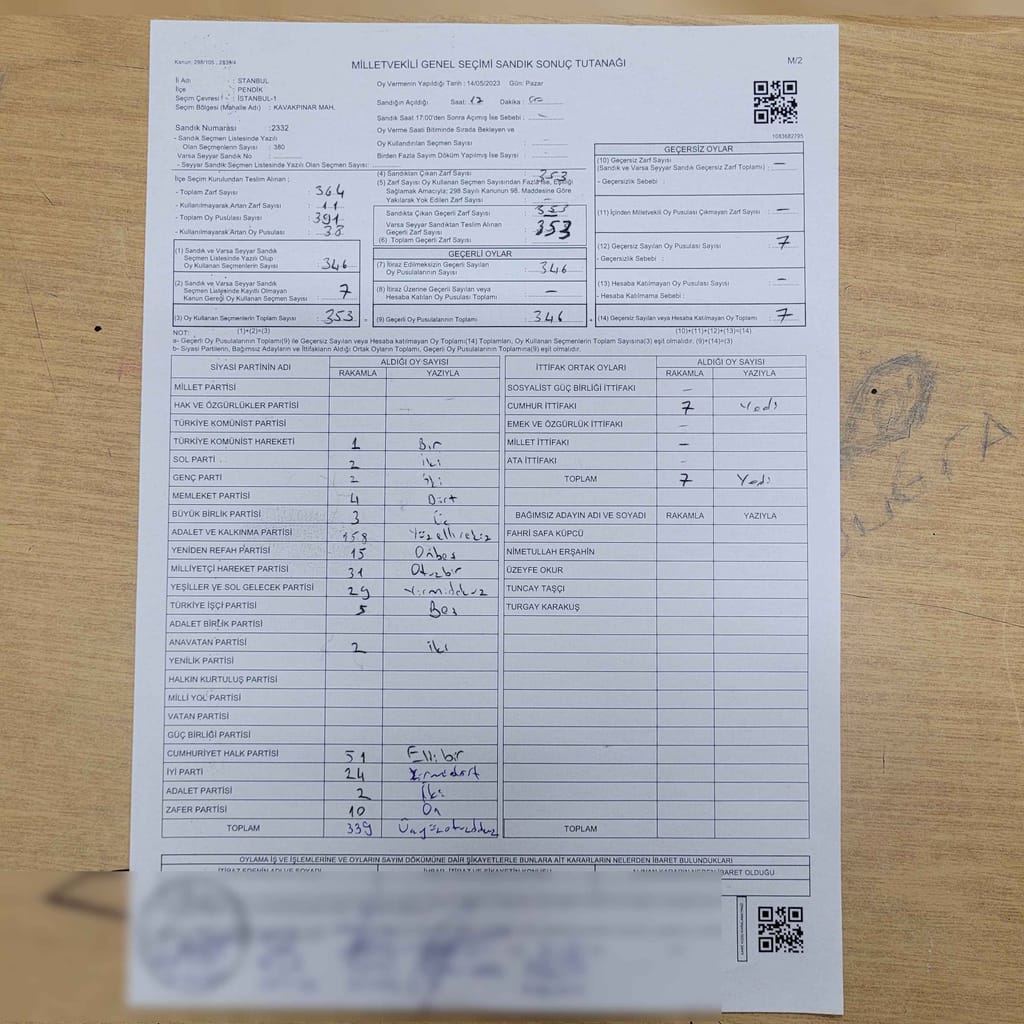 Kanun: 298/105, 2839/4
MİLLETVEKİLİ GENEL SEÇİMİ SANDIK SONUÇ TUTANAĞI
M/2
İl Adı : İSTANBUL
İlçe : PENDİK
Seçim Çevresi : İSTANBUL-1
Seçim Bölgesi (Mahalle Adı) : KAVAKPINAR MAH.
Sandık Numarası :2332
- Sandık Seçmen Listesinde Yazılı
Olan Seçmenlerin Sayısı : 380
Varsa Seyyar Sandık No :
- Seyyar Sandık Seçmen Listesinde Yazılı Olan Seçmen Sayısı:
Oy Vermenin Yapıldığı Tarih : 14/05/2023 Gün: Pazar
Sandığın Açıldığı Saat: 17 Dakika :
Sandık Saat 17:00'den Sonra Açılmış İse Sebebi : -
Oy Verme Saati Bitiminde Sırada Bekleyen ve
Oy Kullandırılan Seçmen Sayısı : -
Birden Fazla Sayım Döküm Yapılmış İse Sayısı : -
1083682795
İlçe Seçim Kurulundan Teslim Alınan ;
- Toplam Zarf Sayısı : 364
- Kullanılmayarak Artan Zarf Sayısı : 11
- Toplam Oy Pusulası Sayısı : 391
- Kullanılmayarak Artan Oy Pusulası : 38
(1) Sandık ve Varsa Seyyar Sandık
Seçmen Listesinde Yazılı Olup
Oy Kullanan Seçmenlerin Sayısı : 346
(2) Sandık ve Varsa Seyyar Sandık
Seçmen Listesinde Kayıtlı Olmayan
Kanun Gereği Oy Kullanan Seçmen Sayısı : 7
(3) Oy Kullanan Seçmenlerin Toplam Sayısı : 353
(4) Sandıktan Çıkan Zarf Sayısı : 353
(5) Zarf Sayısı Oy Kullanan Seçmen Sayısından Fazla İse, Eşitliği
Sağlamak Amacıyla; 298 Sayılı Kanunun 98. Maddesine Göre
Yakılarak Yok Edilen Zarf Sayısı : -
Sandıkta Çıkan Geçerli Zarf Sayısı : 353
Varsa Seyyar Sandıktan Teslim Alınan
Geçerli Zarf Sayısı :
(6) Toplam Geçerli Zarf Sayısı : 353
GEÇERLİ OYLAR
(7) İtiraz Edilmeksizin Geçerli Sayılan
Oy Pusulalarının Sayısı : 346
(8) İtiraz Üzerine Geçerli Sayılan veya
Hesaba Katılan Oy Pusulası Toplamı : -
(9) Geçerli Oy Pusulalarının Toplamı : 346
GEÇERSİZ OYLAR
(10) Geçersiz Zarf Sayısı
(Sandık ve Varsa Seyyar Sandık Geçersiz Zarf Toplamı) : -
- Geçersizlik Sebebi :
(11) İçinden Milletvekili Oy Pusulası Çıkmayan Zarf Sayısı : -
(12) Geçersiz Sayılan Oy Pusulası Sayısı : 7
- Geçersizlik Sebebi :
(13) Hesaba Katılmayan Oy Pusulası Sayısı : -
- Hesaba Katılmama Sebebi :
(14) Geçersiz Sayılan veya Hesaba Katılmayan Oy Toplamı : 7
NOT: (1)+(2)=(3) (10)+(11)+(12)+(13)=(14)
a- Geçerli Oy Pusulalarının Toplamı(9) ile Geçersiz Sayılan veya Hesaba katılmayan Oy Toplamı(14) Toplamları, Oy Kullanan Seçmenlerin Toplam Sayısına(3) eşit olmalıdır. (9)+(14)=(3)
b- Siyasi Partilerin, Bağımsız Adayların ve İttifakların Aldığı Ortak Oyların Toplamı, Geçerli Oy Pusulalarının Toplamına(9) eşit olmalıdır.
SİYASİ PARTİNİN ADI ALDIĞI OY SAYISI
RAKAMLA YAZIYLA
MİLLET PARTİSİ
HAK VE ÖZGÜRLÜKLER PARTİSİ
TÜRKİYE KOMÜNİST PARTİSİ
TÜRKİYE KOMÜNİST HAREKETİ 1 Bir
SOL PARTİ 2 iki
GENÇ PARTİ 2 iki
MEMLEKET PARTİSİ 4 Dört
BÜYÜK BİRLİK PARTİSİ 3 Üç
ADALET VE KALKINMA PARTİSİ 158 Yüzellisekiz
YENİDEN REFAH PARTİSİ 15 Onbeş
MİLLİYETÇİ HAREKET PARTİSİ 31 Otuzbir
YEŞİLLER VE SOL GELECEK PARTİSİ 29 Yirmidokuz
TÜRKİYE İŞÇİ PARTİSİ 5 Beş
ADALET BİRLİK PARTİSİ
ANAVATAN PARTİSİ 2 iki
YENİLİK PARTİSİ
HALKIN KURTULUŞ PARTİSİ
MİLLİ YOL PARTİSİ
VATAN PARTİSİ
GÜÇ BİRLİĞİ PARTİSİ
CUMHURİYET HALK PARTİSİ 51 Ellibir
İYİ PARTİ 24 Yirmidört
ADALET PARTİSİ 2 İki
ZAFER PARTİSİ 10 On
TOPLAM 339 Üçyüzotuzdokuz
İTTİFAK ORTAK OYLARI ALDIĞI OY SAYISI
RAKAMLA YAZIYLA
SOSYALİST GÜÇ BİRLİĞİ İTTİFAKI -
CUMHUR İTTİFAKI 7 Yedi
EMEK VE ÖZGÜRLÜK İTTİFAKI -
MİLLET İTTİFAKI -
ATA İTTİFAKI -
TOPLAM 7 Yedi
BAĞIMSIZ ADAYIN ADI VE SOYADI RAKAMLA YAZIYLA
FAHRİ SAFA KÜPCÜ
NİMETULLAH ERŞAHİN
ÜZEYFE OKUR
TUNCAY TAŞÇI
TURGAY KARAKUŞ
TOPLAM
OYLAMA İŞ VE İŞLEMLERİNE VE OYLARIN SAYIM DÖKÜMÜNE DAİR ŞİKAYETLERLE BUNLARA AİT KARARLARIN NELERDEN İBARET BULUNDUKLARI